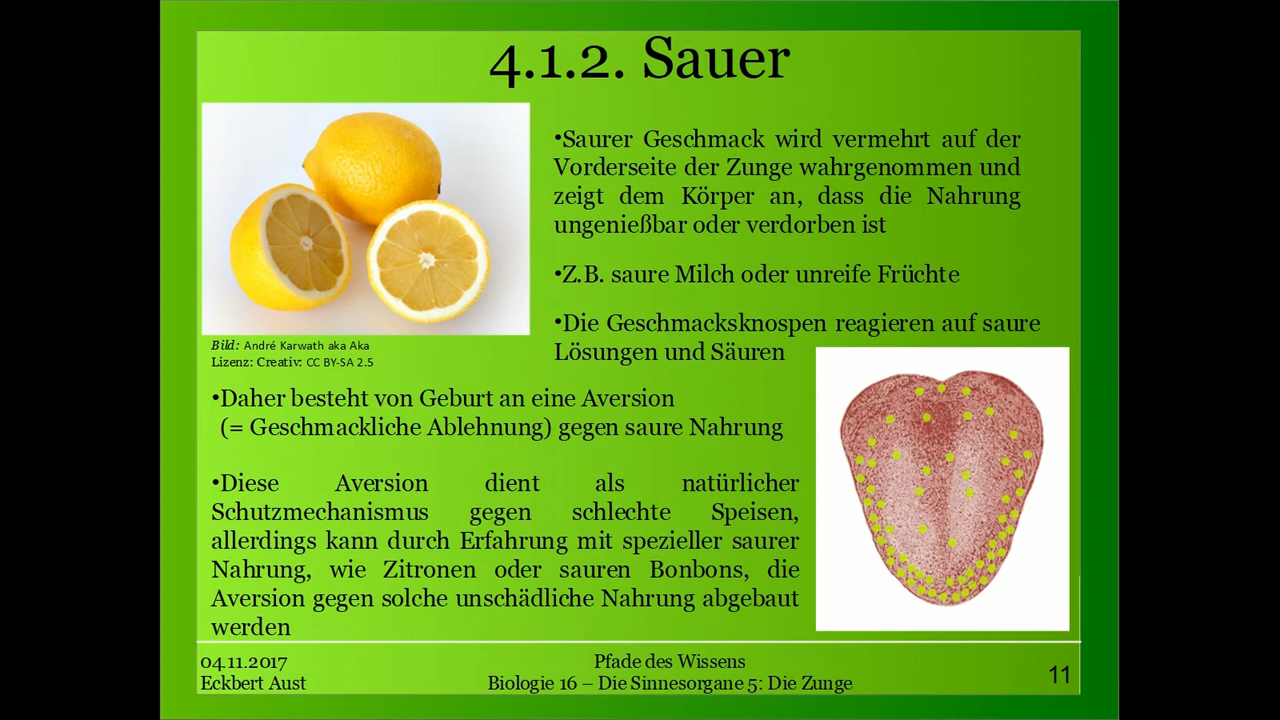 4.1.2. Sauer
•Saurer Geschmack wird vermehrt auf der
Vorderseite der Zunge wahrgenommen und
zeigt dem Körper an, dass die Nahrung
ungenießbar oder verdorben ist
•Z.B. saure Milch oder unreife Früchte
•Die Geschmacksknospen reagieren auf saure
Lösungen und Säuren
Bild: André Karwath aka Aka
Lizenz: Creativ: CC BY-SA 2.5
•Daher besteht von Geburt an eine Aversion
(= Geschmackliche Ablehnung) gegen saure Nahrung
•Diese Aversion dient als natürlicher
Schutzmechanismus gegen schlechte Speisen,
allerdings kann durch Erfahrung mit spezieller saurer
Nahrung, wie Zitronen oder sauren Bonbons, die
Aversion gegen solche unschädliche Nahrung abgebaut
werden
04.11.2017
Eckbert Aust
Pfade des Wissens
Biologie 16 – Die Sinnesorgane 5: Die Zunge
11